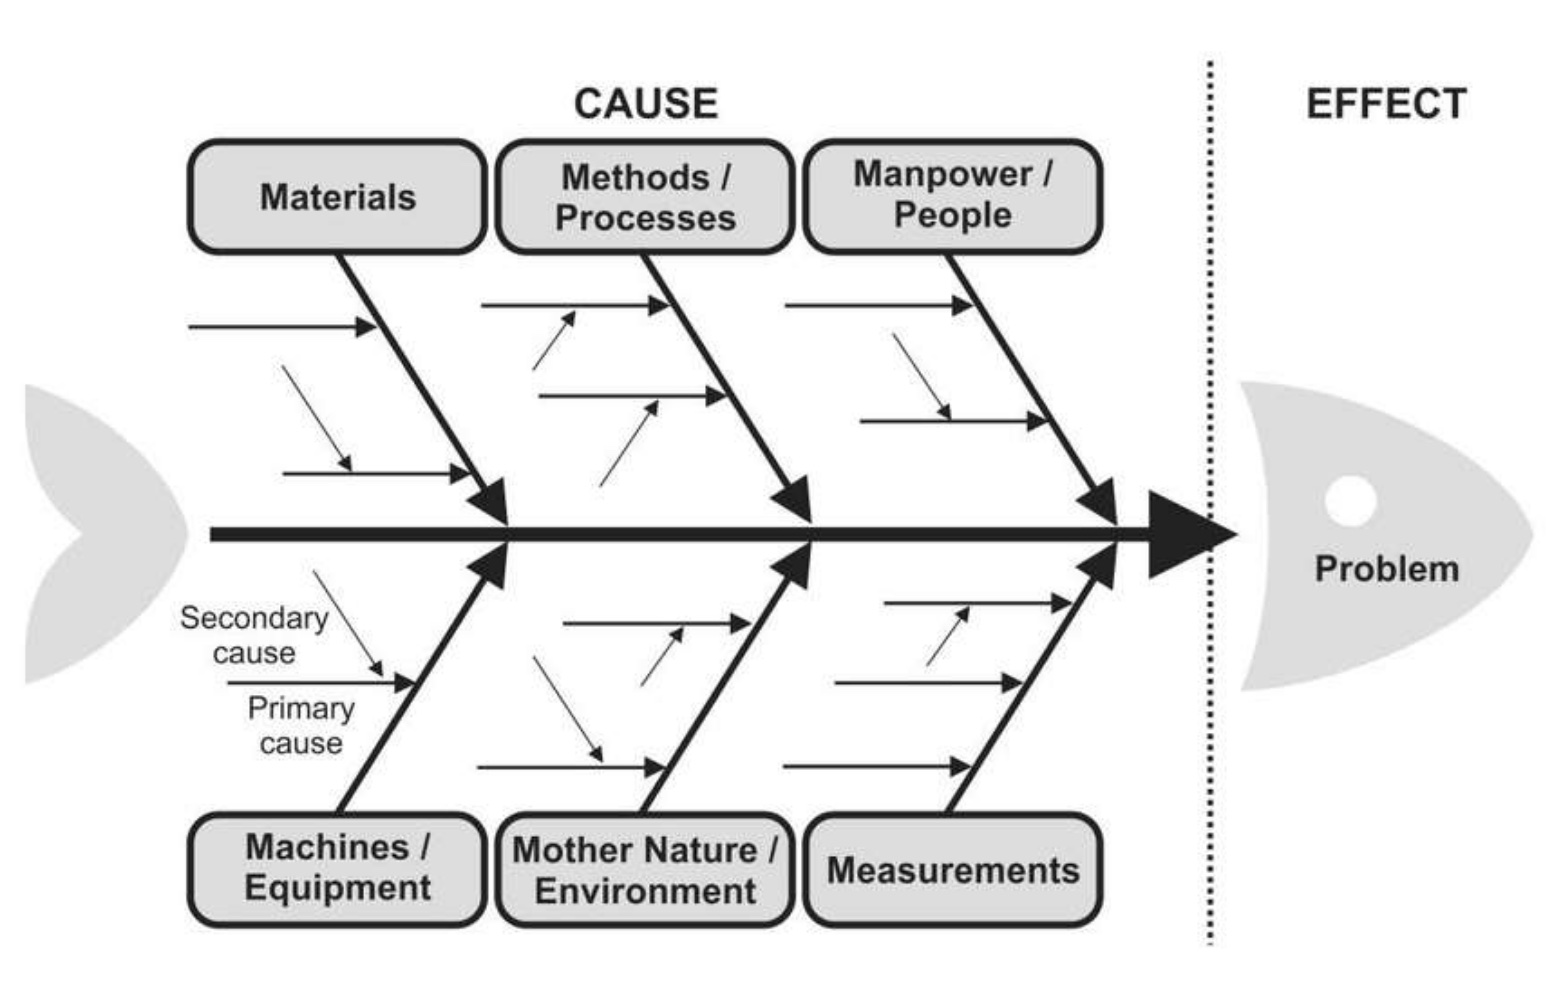 CAUSE
EFFECT
Materials
Methods /
Processes
Manpower /
People
Problem
Secondary
cause
Primary
cause
Machines /
Equipment
Mother Nature /
Environment
Measurements